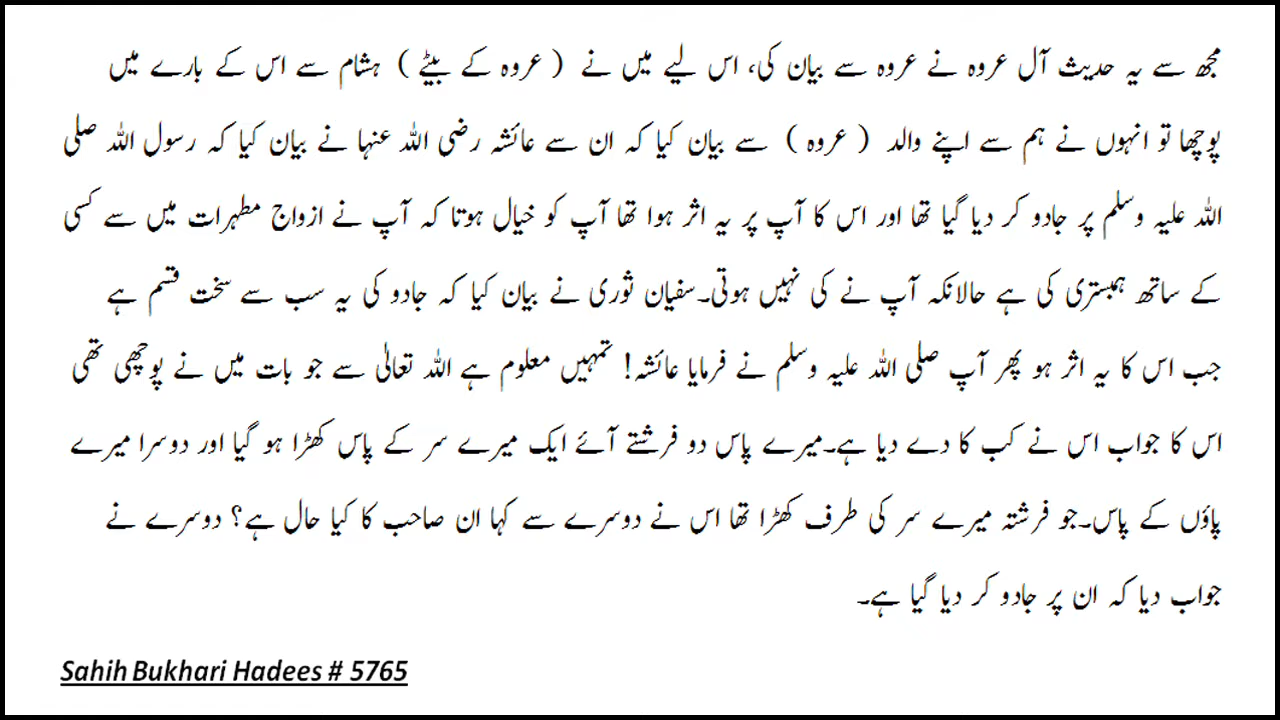 مجھ سے یہ حدیث آل عروہ نے عروہ سے بیان کی، اس لیے میں نے ( عروہ کے بیٹے ) ہشام سے اس کے بارے میں
پوچھا تو انہوں نے ہم سے اپنے والد ( عروہ ) سے بیان کیا کہ ان سے عائشہ رضی اللہ عنہا نے بیان کیا کہ رسول اللہ صلی
اللہ علیہ وسلم پر جادو کر دیا گیا تھا اور اس کا آپ پر یہ اثر ہوا تھا آپ کو خیال ہوتا کہ آپ نے ازواج مطہرات میں سے کسی
کے ساتھ ہمبستری کی ہے حالانکہ آپ نے کی نہیں ہوتی۔سفیان ثوری نے بیان کیا کہ جادو کی یہ سب سے سخت قسم ہے
جب اس کا یہ اثر ہو پھر آپ صلی اللہ علیہ وسلم نے فرمایا عائشہ! تمہیں معلوم ہے اللہ تعالیٰ سے جو بات میں نے پوچھی تھی
اس کا جواب اس نے کب کا دے دیا ہے۔میرے پاس دو فرشتے آئے ایک میرے سر کے پاس کھڑا ہو گیا اور دوسرا میرے
پاؤں کے پاس۔جو فرشتہ میرے سر کی طرف کھڑا تھا اس نے دوسرے سے کہا ان صاحب کا کیا حال ہے؟ دوسرے نے
جواب دیا کہ ان پر جادو کر دیا گیا ہے۔
Sahih Bukhari Hadees # 5765